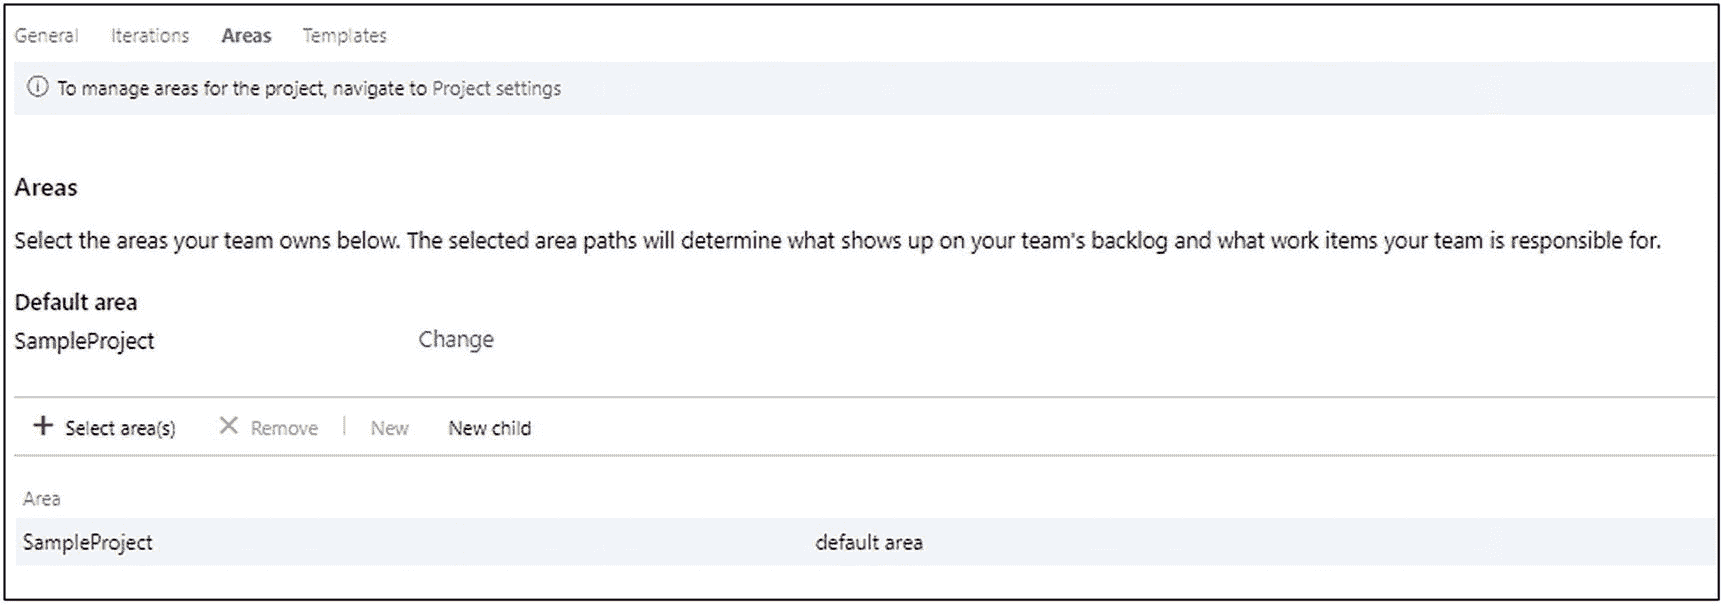 General Iterations Areas Templates
To manage areas for the project, navigate to Project settings
Areas
Select the areas your team owns below. The selected area paths will determine what shows up on your team's backlog and what work items your team is responsible for.
Default area
SampleProject Change
Select area(s) Remove New New child
Area
SampleProject default area